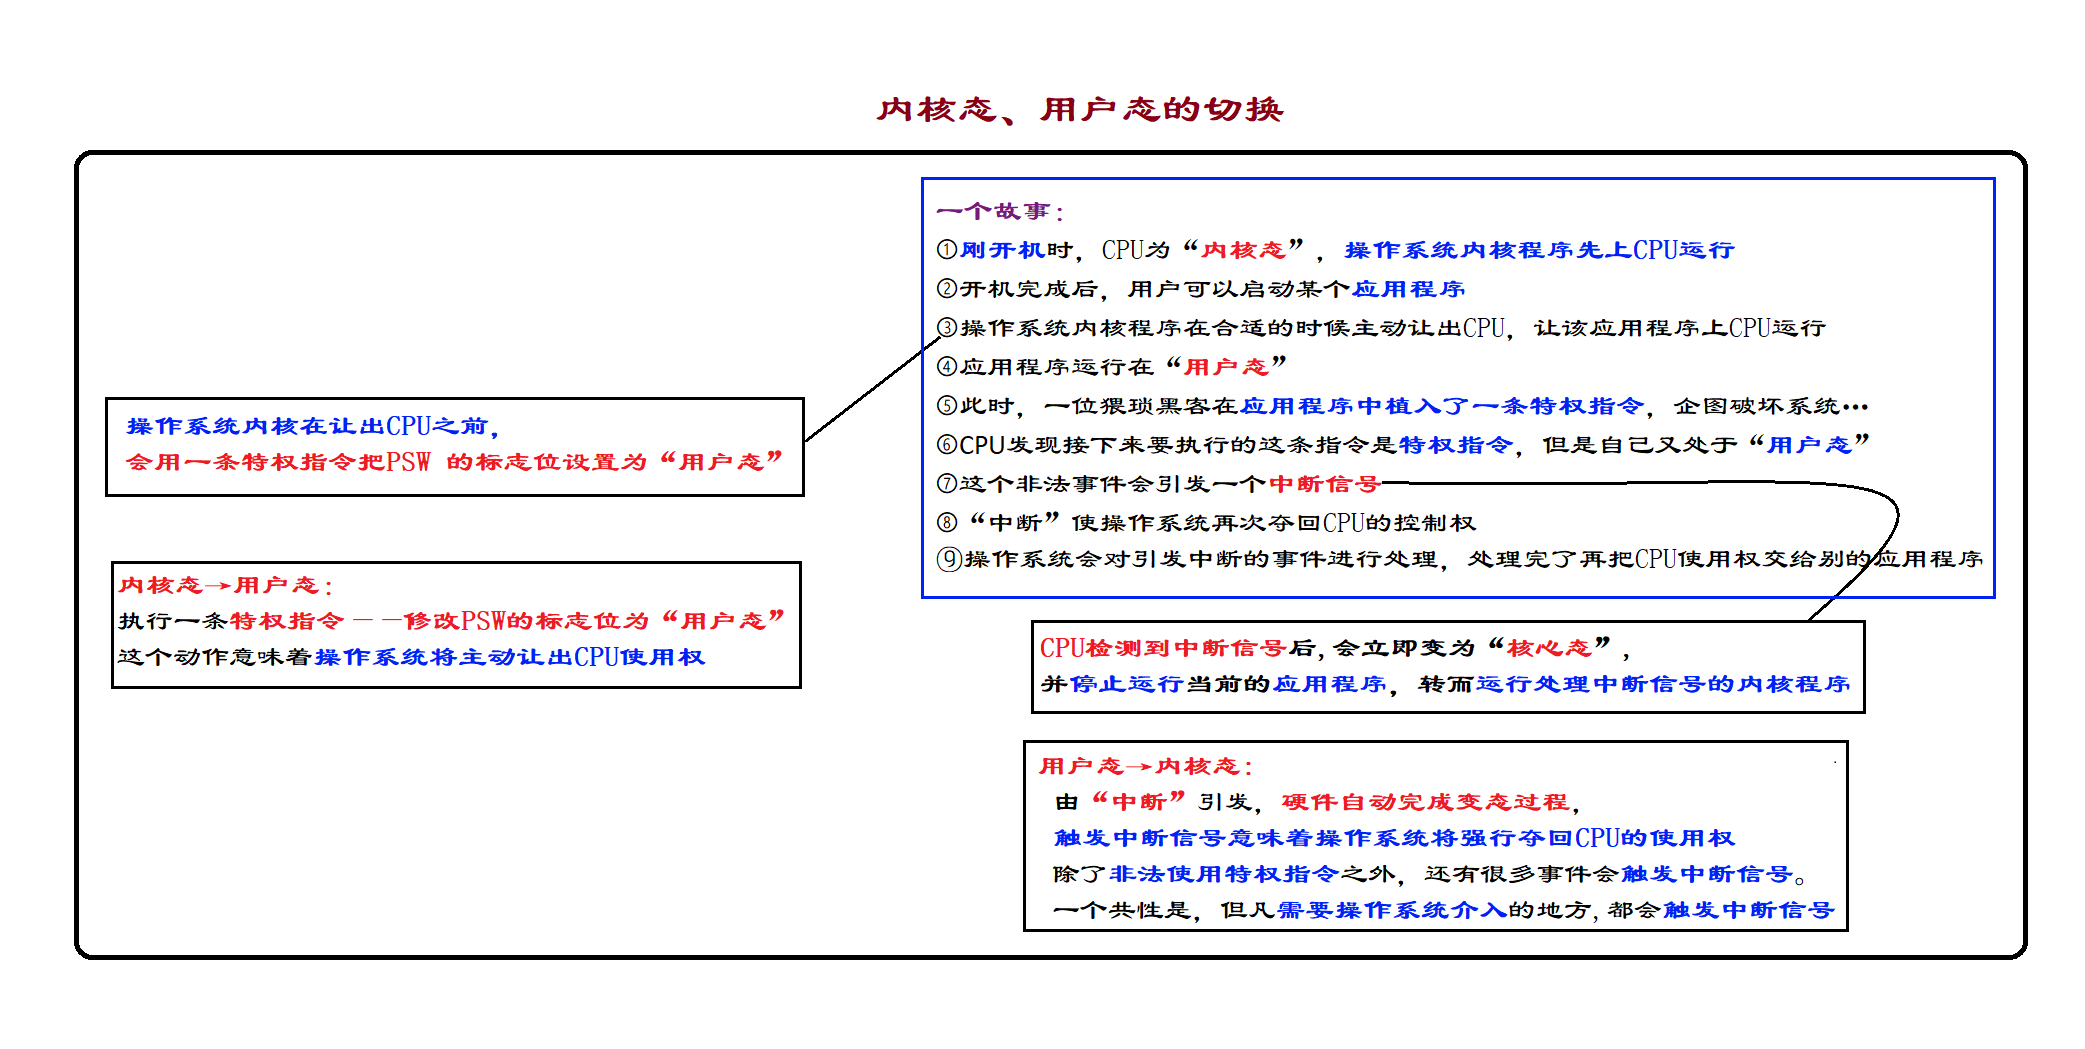 内核态、用户态的切换
一个故事：
①刚开机时，CPU为“内核态”，操作系统内核程序先上CPU运行
②开机完成后，用户可以启动某个应用程序
③操作系统内核程序在合适的时候主动让出CPU，让该应用程序上CPU运行
④应用程序运行在“用户态”
⑤此时，一位猥琐黑客在应用程序中植入了一条特权指令，企图破坏系统…
⑥CPU发现接下来要执行的这条指令是特权指令，但是自己又处于“用户态”
⑦这个非法事件会引发一个中断信号
⑧“中断”使操作系统再次夺回CPU的控制权
⑨操作系统会对引发中断的事件进行处理，处理完了再把CPU使用权交给别的应用程序
操作系统内核在让出CPU之前，
会用一条特权指令把PSW 的标志位设置为“用户态”
内核态→用户态：
执行一条特权指令——修改PSW的标志位为“用户态”
这个动作意味着操作系统将主动让出CPU使用权
CPU检测到中断信号后,会立即变为“核心态”，
并停止运行当前的应用程序，转而运行处理中断信号的内核程序
用户态→内核态：
由“中断”引发，硬件自动完成变态过程，
触发中断信号意味着操作系统将强行夺回CPU的使用权
除了非法使用特权指令之外，还有很多事件会触发中断信号。
一个共性是，但凡需要操作系统介入的地方,都会触发中断信号